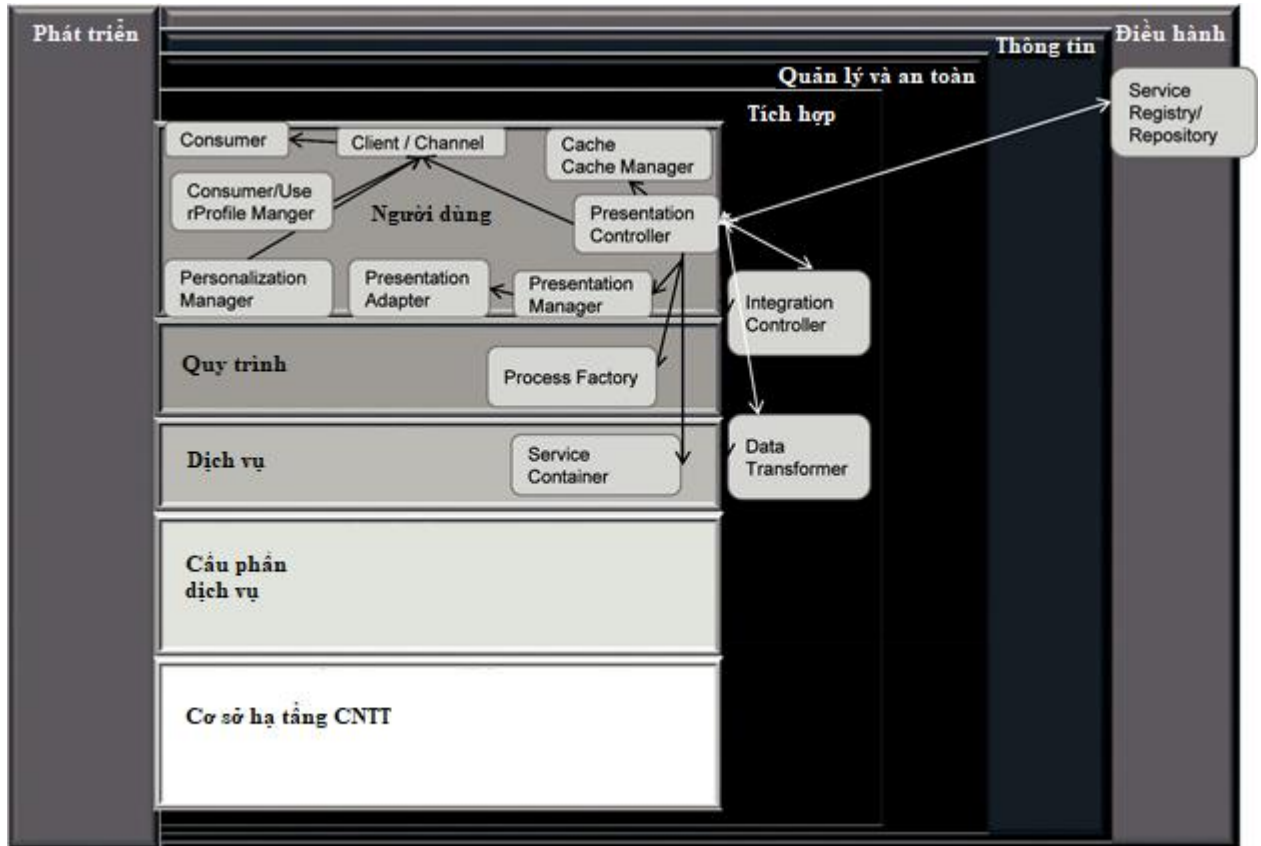 Phát triển
Điều hành
Thông tin
Quản lý và an toàn
Tích hợp
Service
Registry/
Repository
Consumer
Client / Channel
Cache
Cache Manager
Consumer/Use
rProfile Manger
Người dùng
Presentation
Controller
Personalization
Manager
Presentation
Adapter
Presentation
Manager
Integration
Controller
Quy trình
Process Factory
Dịch vụ
Service
Container
Data
Transformer
Cấu phần
dịch vụ
Cơ sở hạ tầng CNTT